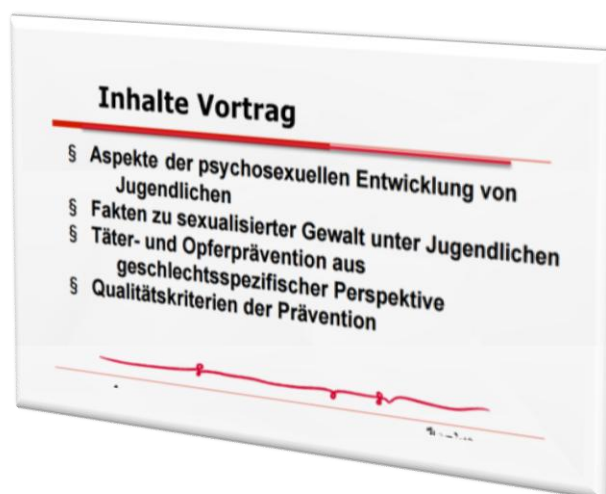 Inhalte Vortrag
§ Aspekte der psychosexuellen Entwicklung von
Jugendlichen
§ Fakten zu sexualisierter Gewalt unter Jugendlichen
§ Täter- und Opferprävention aus
geschlechtsspezifischer Perspektive
§ Qualitätskriterien der Prävention